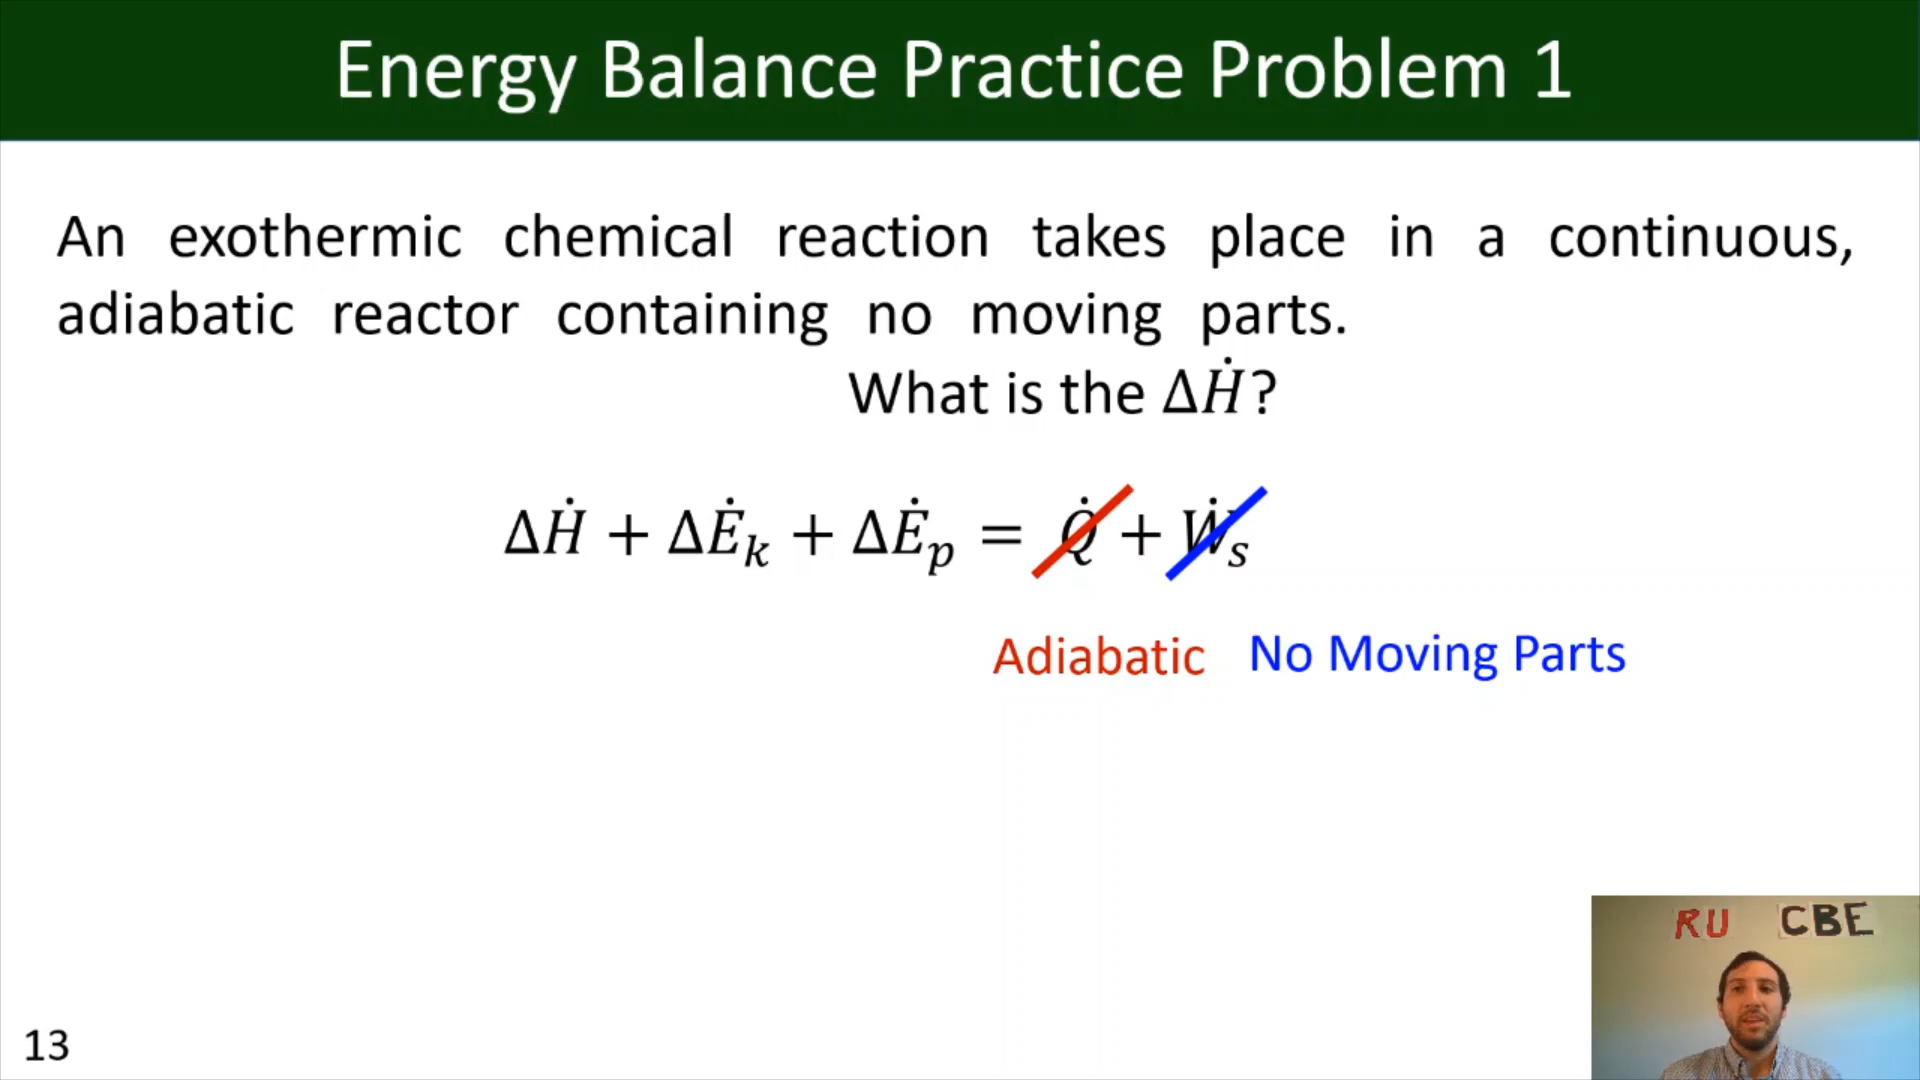 Energy Balance Practice Problem 1
An exothermic chemical reaction takes place in a continuous,
adiabatic reactor containing no moving parts.
What is the ΔḢ?
ΔḢ + ΔĖₖ + ΔĖₚ = Q̇ + Ẇₛ
Adiabatic No Moving Parts
RU CBE
13